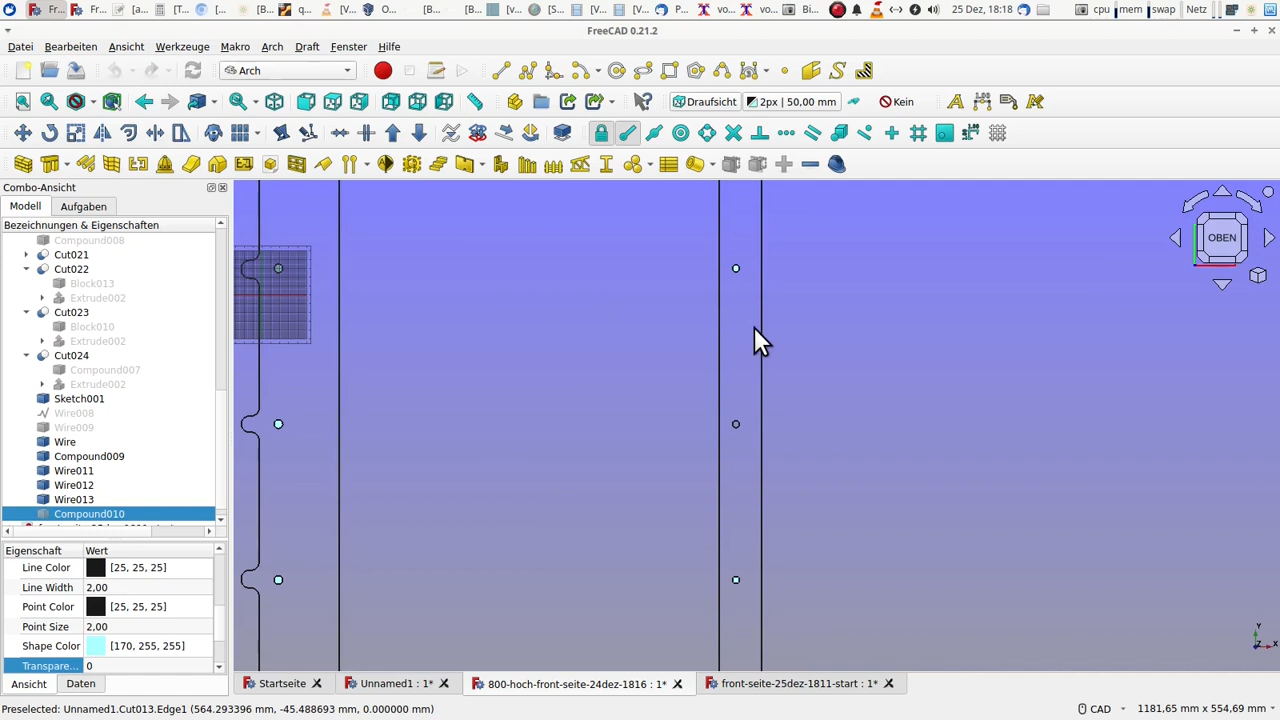 Fr...
Fr...
[a...
[T...
[...
[B...
q...
[V...
O...
[B...
[B...
[v...
[S...
[V...
[V...
P...
vo...
vo...
Bi...
25 Dez, 18:18
cpu
mem
swap
Netz
FreeCAD 0.21.2
Datei Bearbeiten Ansicht Werkzeuge Makro Arch Draft Fenster Hilfe
Arch
Draufsicht
2px | 50,00 mm
Kein
Combo-Ansicht
Modell Aufgaben
Bezeichnungen & Eigenschaften
Compound008
Cut021
Cut022
Block013
Extrude002
Cut023
Block010
Extrude002
Cut024
Compound007
Extrude002
Sketch001
Wire008
Wire009
Wire
Compound009
Wire011
Wire012
Wire013
Compound010
Eigenschaft Wert
Line Color [25, 25, 25]
Line Width 2,00
Point Color [25, 25, 25]
Point Size 2,00
Shape Color [170, 255, 255]
Transpare... 0
Ansicht Daten
OBEN
Y
Z
X
Startseite
Unnamed1 : 1*
800-hoch-front-seite-24dez-1816 : 1*
front-seite-25dez-1811-start : 1*
Preselected: Unnamed1.Cut013.Edge1 (564.293396 mm, -45.488693 mm, 0.000000 mm)
CAD
1181,65 mm x 554,69 mm